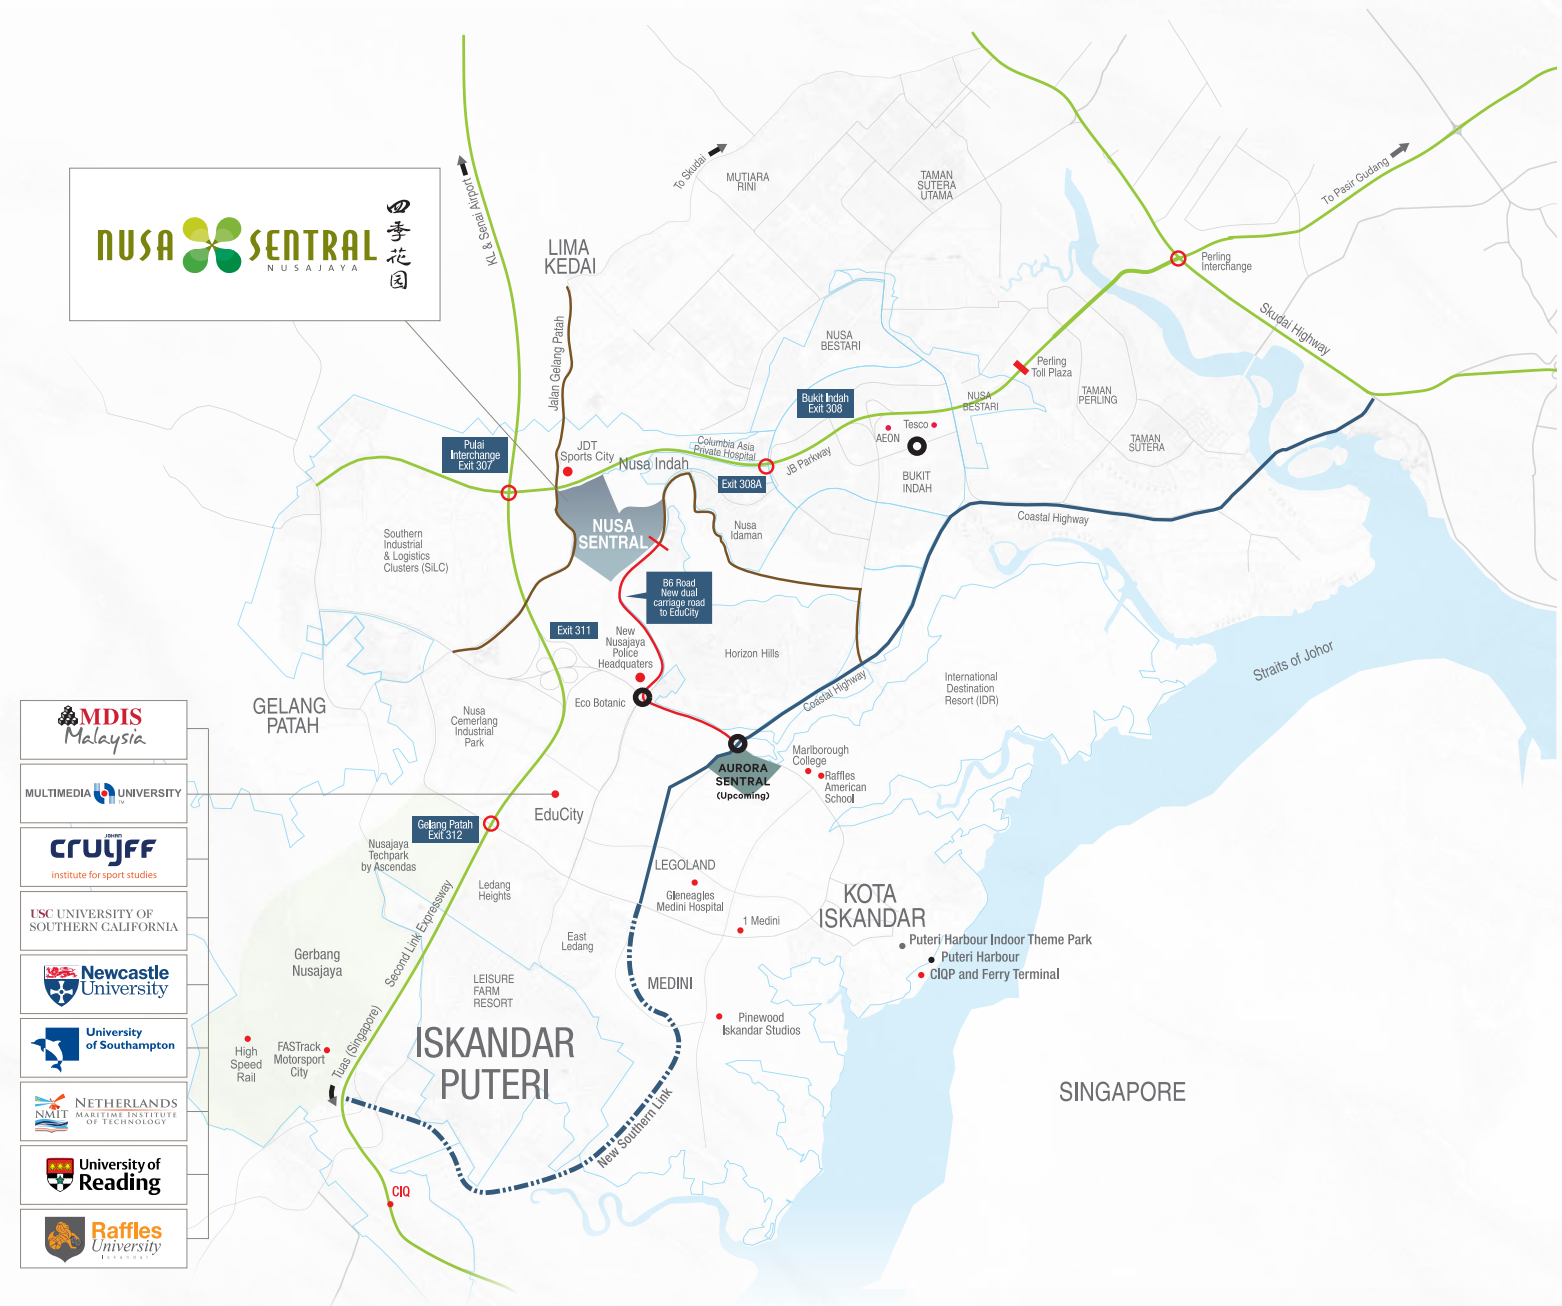 NUSA SENTRAL
NUSAJAYA
四季花园
KL & Senai Airport
To Skudai
MUTIARA
RINI
TAMAN
SUTERA
UTAMA
To Pasir Gudang
Perling
Interchange
Skudai Highway
LIMA
KEDAI
Jalan Gelang Patah
NUSA
BESTARI
Perling
Toll Plaza
TAMAN
PERLING
NUSA
BESTARI
Bukit Indah
Exit 308
AEON
Tesco
BUKIT
INDAH
TAMAN
SUTERA
Pulai
Interchange
Exit 307
JDT
Sports City
Nusa Indah
Columbia Asia
Private Hospital
JB Parkway
Exit 308A
Coastal Highway
NUSA
SENTRAL
Nusa
Idaman
Southern
Industrial
& Logistics
Clusters (SiLC)
B6 Road
New dual
carriage road
to EduCity
Exit 311
New
Nusajaya
Police
Headquaters
Horizon Hills
Straits of Johor
International
Destination
Resort (IDR)
Coastal Highway
Eco Botanic
GELANG
PATAH
Nusa
Cemerlang
Industrial
Park
AURORA
SENTRAL
(Upcoming)
Marlborough
College
Raffles
American
School
MDIS
Malaysia
MULTIMEDIA UNIVERSITY
TM
EduCity
Gelang Patah
Exit 312
JOHAN
cruyff
institute for sport studies
Nusajaya
Techpark
by Ascendas
Ledang
Heights
LEGOLAND
Gleneagles
Medini Hospital
1 Medini
KOTA
ISKANDAR
USC UNIVERSITY OF
SOUTHERN CALIFORNIA
Second Link Expressway
East
Ledang
Puteri Harbour Indoor Theme Park
Puteri Harbour
CIQP and Ferry Terminal
Newcastle
University
Gerbang
Nusajaya
LEISURE
FARM
RESORT
MEDINI
Pinewood
Iskandar Studios
University
of Southampton
High
Speed
Rail
FASTrack
Motorsport
City
Tuas (Singapore)
ISKANDAR
PUTERI
SINGAPORE
NMIT
NETHERLANDS
MARITIME INSTITUTE
OF TECHNOLOGY
New Southern Link
University of
Reading
CIQ
Raffles
University
Iskandar